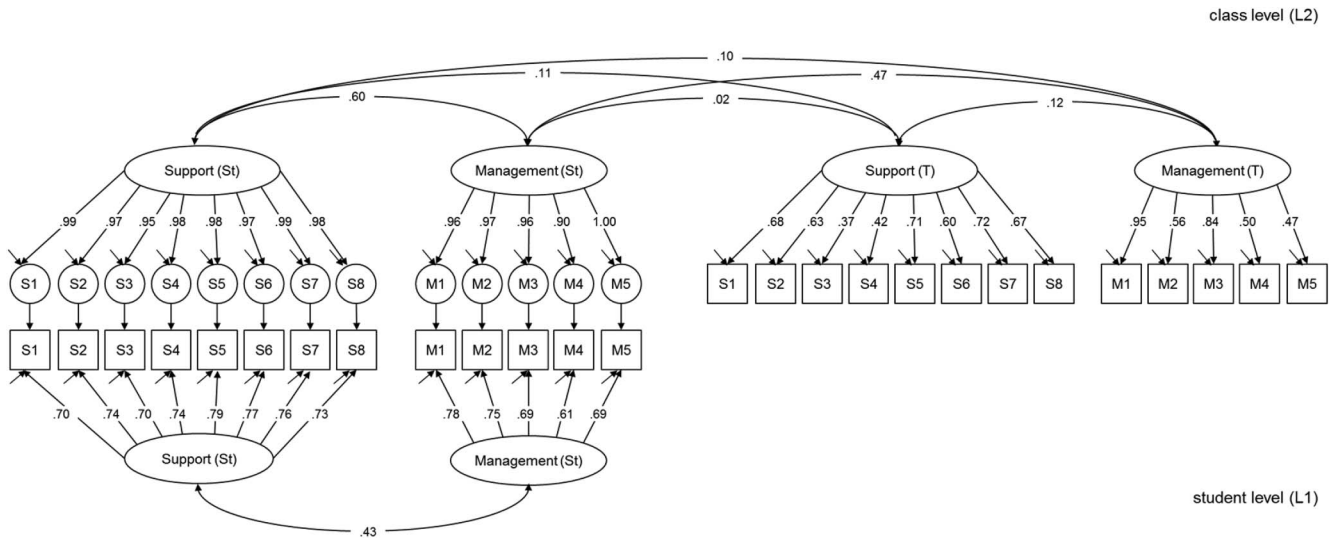 class level (L2)
.10
.11
.47
.60
.02
.12
Support (St)
Management (St)
Support (T)
Management (T)
.99 .97 .95 .98 .98 .97 .99 .98
.96 .97 .96 .90 1.00
.68 .63 .37 .42 .71 .60 .72 .67
.95 .56 .84 .50 .47
S1 S2 S3 S4 S5 S6 S7 S8
M1 M2 M3 M4 M5
S1 S2 S3 S4 S5 S6 S7 S8
M1 M2 M3 M4 M5
S1 S2 S3 S4 S5 S6 S7 S8
M1 M2 M3 M4 M5
.70 .74 .70 .74 .79 .77 .76 .73
.78 .75 .69 .61 .69
Support (St)
Management (St)
student level (L1)
.43